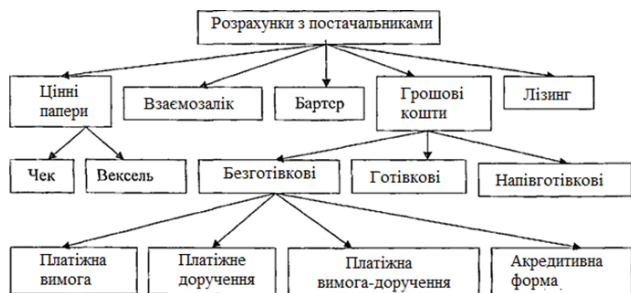 Розрахунки з постачальниками
Цінні
папери
Взаємозалік
Бартер
Грошові
кошти
Лізинг
Чек
Вексель
Безготівкові
Готівкові
Напівготівкові
Платіжна
вимога
Платіжне
доручення
Платіжна
вимога-доручення
Акредитивна
форма